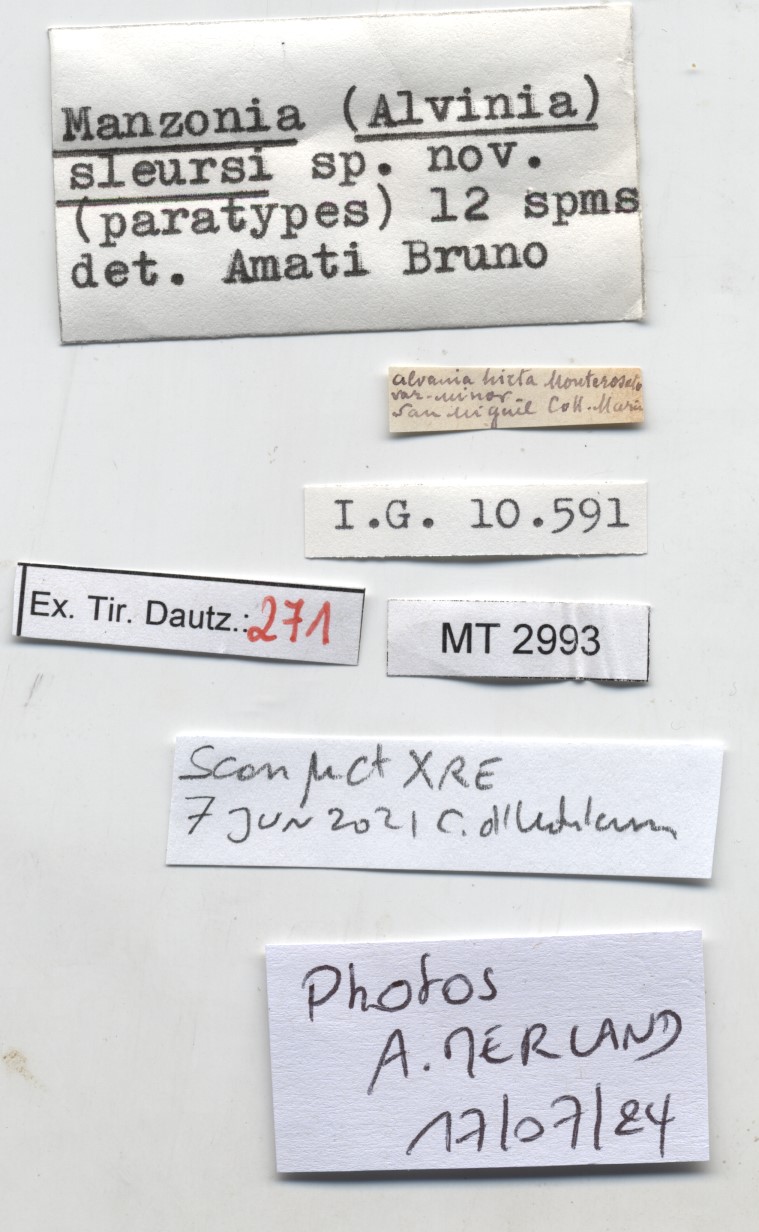 Manzonia (Alvinia)
sleursi sp. nov.
(paratypes) 12 spms
det. Amati Bruno
alvania hirta Monterosato
var. minor
San Miguel Coll. Mari
I.G. 10.591
Ex. Tir. Dautz.: 271
MT 2993
Scan µct XRE
7 JUN 2021 C.
Photos
A. MERLAND
17/07/24